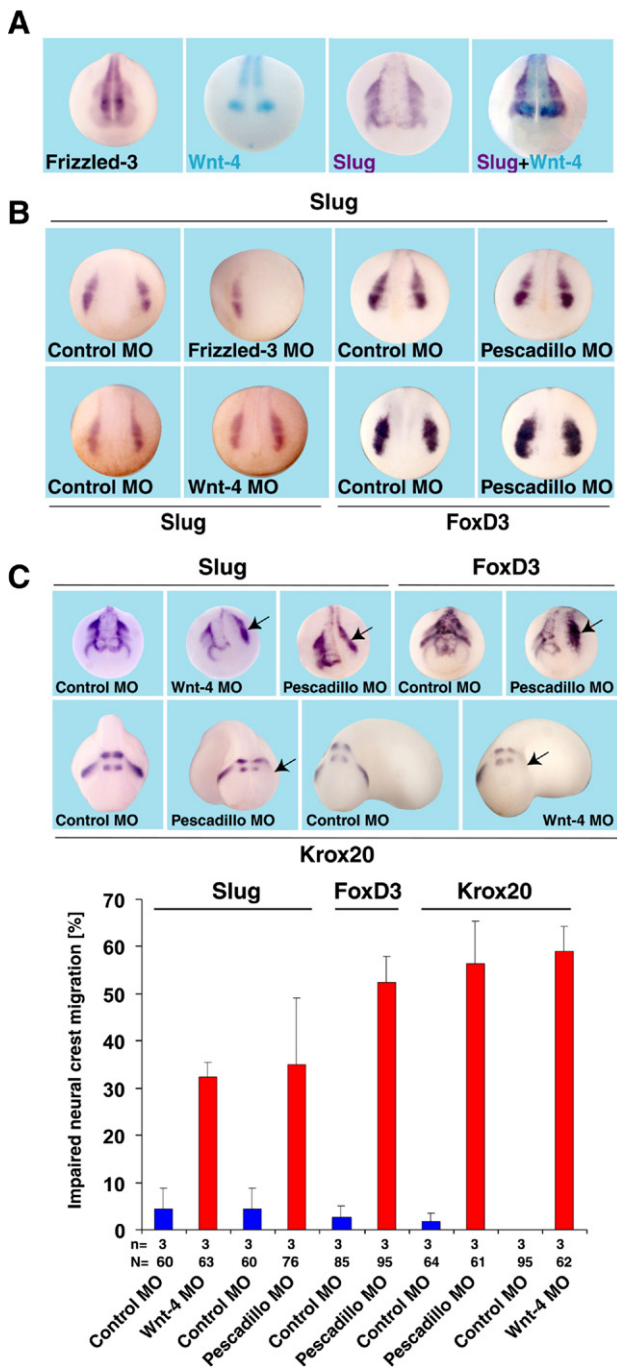 A
Frizzled-3
Wnt-4
Slug
Slug+Wnt-4
Slug
B
Control MO
Frizzled-3 MO
Control MO
Pescadillo MO
Control MO
Wnt-4 MO
Control MO
Pescadillo MO
Slug
FoxD3
C
Slug
FoxD3
Control MO
Wnt-4 MO
Pescadillo MO
Control MO
Pescadillo MO
Control MO
Pescadillo MO
Control MO
Wnt-4 MO
Krox20
Slug
FoxD3
Krox20
Impaired neural crest migration [%]
70
60
50
40
30
20
10
0
n= 3 3 3 3 3 3 3 3 3 3
N= 60 63 60 76 85 95 64 61 95 62
Control MO
Wnt-4 MO
Control MO
Pescadillo MO
Control MO
Pescadillo MO
Control MO
Pescadillo MO
Control MO
Wnt-4 MO